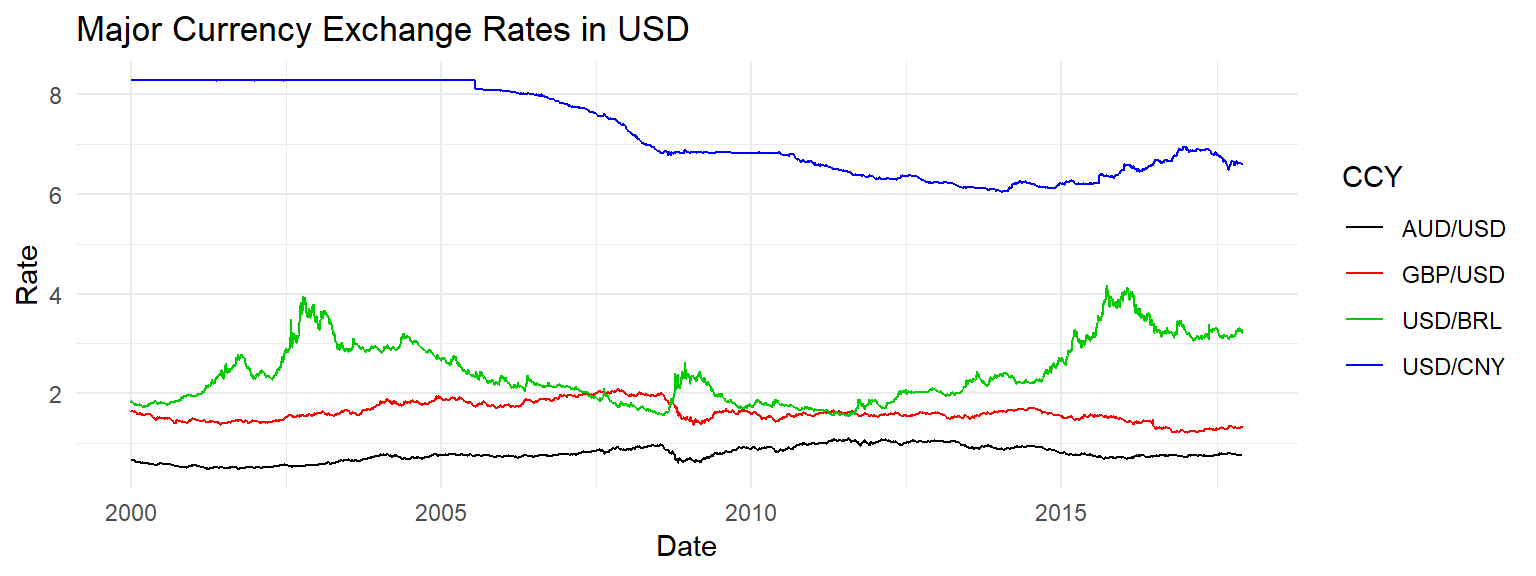 Major Currency Exchange Rates in USD
8
6
4
2
Rate
2000
2005
2010
2015
Date
CCY
AUD/USD
GBP/USD
USD/BRL
USD/CNY